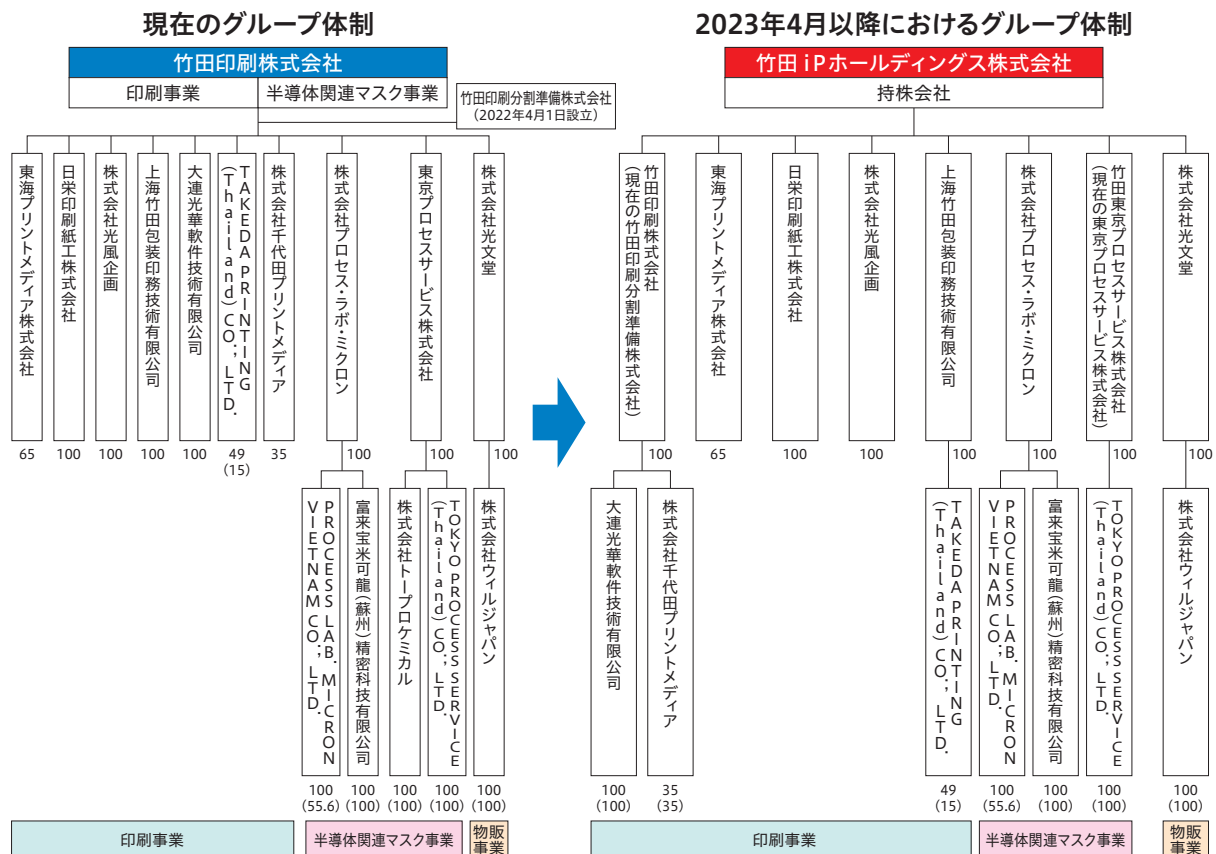 現在のグループ体制
竹田印刷株式会社
印刷事業
半導体関連マスク事業
竹田印刷分割準備株式会社
（2022年4月1日設立）
東海プリントメディア株式会社
日栄印刷紙工株式会社
株式会社光風企画
上海竹田包装印務技術有限公司
大連光華軟件技術有限公司
TAKEDA PRINTING
(Thailand) CO., LTD.
株式会社千代田プリントメディア
株式会社プロセス・ラボ・ミクロン
東京プロセスサービス株式会社
株式会社光文堂
65
100
100
100
100
49
(15)
35
100
100
100
PROCESS LAB. MICRON
VIETNAM CO., LTD.
富来宝米可龍（蘇州）精密科技有限公司
株式会社トープロケミカル
TOKYO PROCESS SERVICE
(Thailand) CO., LTD.
株式会社ウィルジャパン
100
(55.6)
100
(100)
100
(100)
100
(100)
100
(100)
印刷事業
半導体関連マスク事業
物販
事業
2023年4月以降におけるグループ体制
竹田iPホールディングス株式会社
持株会社
竹田印刷株式会社
（現在の竹田印刷分割準備株式会社）
東海プリントメディア株式会社
日栄印刷紙工株式会社
株式会社光風企画
上海竹田包装印務技術有限公司
株式会社プロセス・ラボ・ミクロン
竹田東京プロセスサービス株式会社
（現在の東京プロセスサービス株式会社）
株式会社光文堂
100
65
100
100
100
100
100
100
大連光華軟件技術有限公司
株式会社千代田プリントメディア
TAKEDA PRINTING
(Thailand) CO., LTD.
PROCESS LAB. MICRON
VIETNAM CO., LTD.
富来宝米可龍（蘇州）精密科技有限公司
TOKYO PROCESS SERVICE
(Thailand) CO., LTD.
株式会社ウィルジャパン
100
(100)
35
(35)
49
(15)
100
(55.6)
100
(100)
100
(100)
100
(100)
印刷事業
半導体関連マスク事業
物販
事業